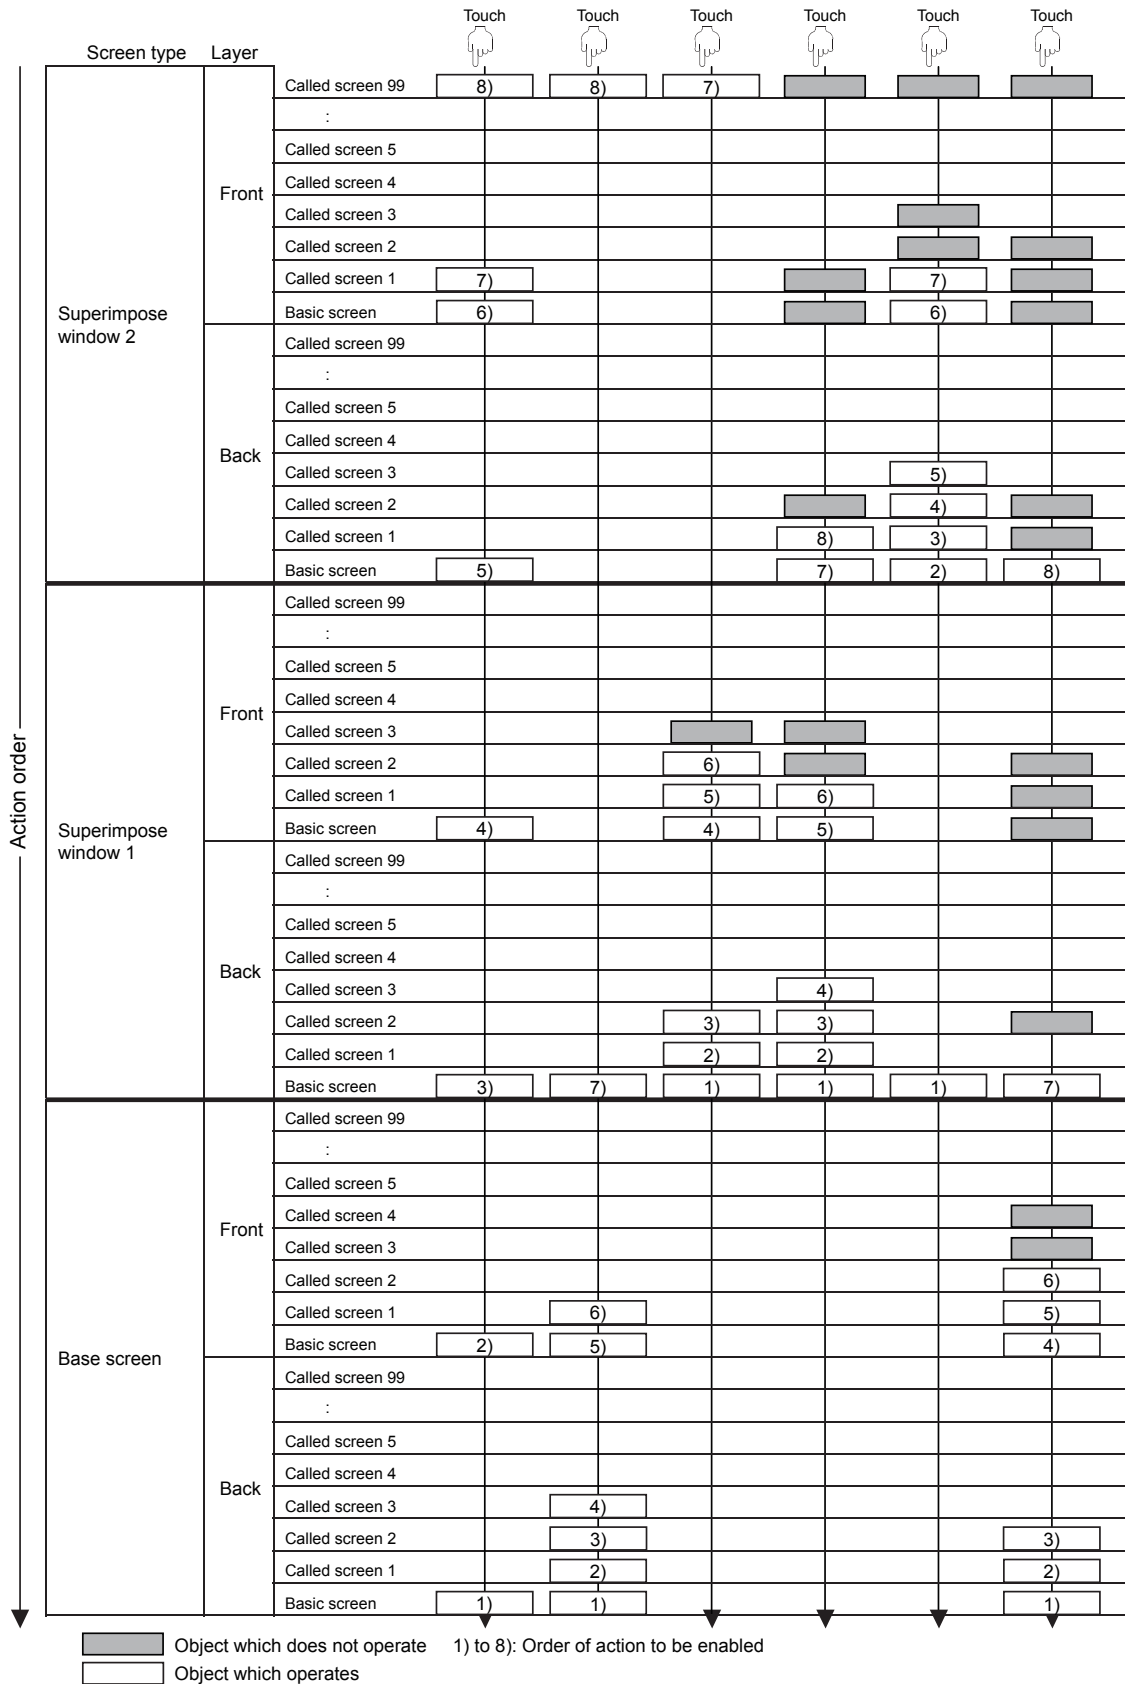 Touch Touch Touch Touch Touch Touch
Screen type Layer
Called screen 99 8) 8) 7)
:
Called screen 5
Called screen 4
Front
Called screen 3
Called screen 2
Called screen 1 7) 7)
Superimpose
window 2
Basic screen 6) 6)
Called screen 99
:
Called screen 5
Called screen 4
Back
Called screen 3 5)
Called screen 2 4)
Called screen 1 8) 3)
Basic screen 5) 7) 2) 8)
Called screen 99
:
Called screen 5
Called screen 4
Front
Called screen 3
Action order
Called screen 2 6)
Called screen 1 5) 6)
Superimpose
window 1
Basic screen 4) 4) 5)
Called screen 99
:
Called screen 5
Called screen 4
Back
Called screen 3 4)
Called screen 2 3) 3)
Called screen 1 2) 2)
Basic screen 3) 7) 1) 1) 1) 7)
Called screen 99
:
Called screen 5
Called screen 4
Front
Called screen 3
Called screen 2 6)
Called screen 1 6) 5)
Basic screen 2) 5) 4)
Base screen
Called screen 99
:
Called screen 5
Called screen 4
Back
Called screen 3 4)
Called screen 2 3) 3)
Called screen 1 2) 2)
Basic screen 1) 1) 1)
Object which does not operate 1) to 8): Order of action to be enabled
Object which operates